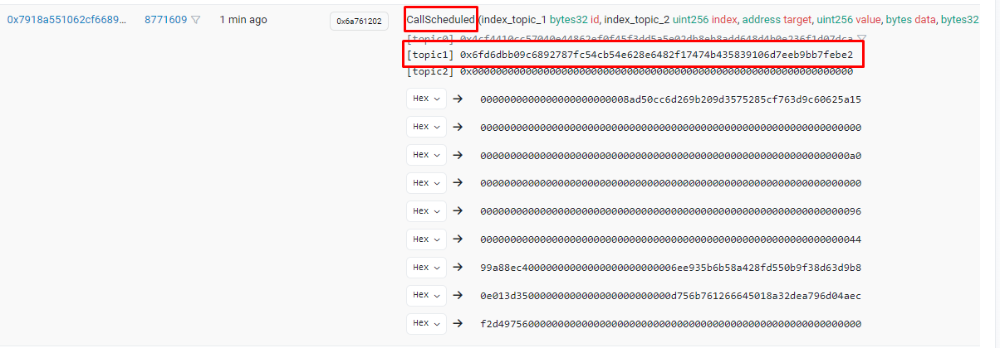 0x7918a551062cf6689... 8771609 1 min ago 0x6a761202 CallScheduled (index_topic_1 bytes32 id, index_topic_2 uint256 index, address target, uint256 value, bytes data, bytes32
[topic0] 0x4cf4410cc57040e44862ef0f45f3dd5a5e02db8eb8add648d4b0e236f1d07dca
[topic1] 0x6fd6dbb09c6892787fc54cb54e628e6482f17474b435839106d7eeb9bb7febe2
[topic2] 0x0000000000000000000000000000000000000000000000000000000000000000
Hex → 0000000000000000000000008ad50cc6d269b209d3575285cf763d9c60625a15
Hex → 0000000000000000000000000000000000000000000000000000000000000000
Hex → 00000000000000000000000000000000000000000000000000000000000000a0
Hex → 0000000000000000000000000000000000000000000000000000000000000000
Hex → 0000000000000000000000000000000000000000000000000000000000000096
Hex → 0000000000000000000000000000000000000000000000000000000000000044
Hex → 99a88ec40000000000000000000000006ee935b6b58a428fd550b9f38d63d9b8
Hex → 0e013d35000000000000000000000000d756b761266645018a32dea796d04aec
Hex → f2d4975600000000000000000000000000000000000000000000000000000000